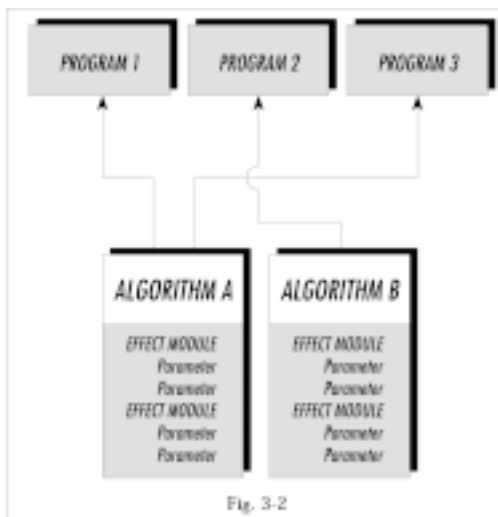 PROGRAM 1
PROGRAM 2
PROGRAM 3
ALGORITHM A
EFFECT MODULE
Parameter
Parameter
EFFECT MODULE
Parameter
Parameter
ALGORITHM B
EFFECT MODULE
Parameter
Parameter
EFFECT MODULE
Parameter
Parameter
Fig. 3-2